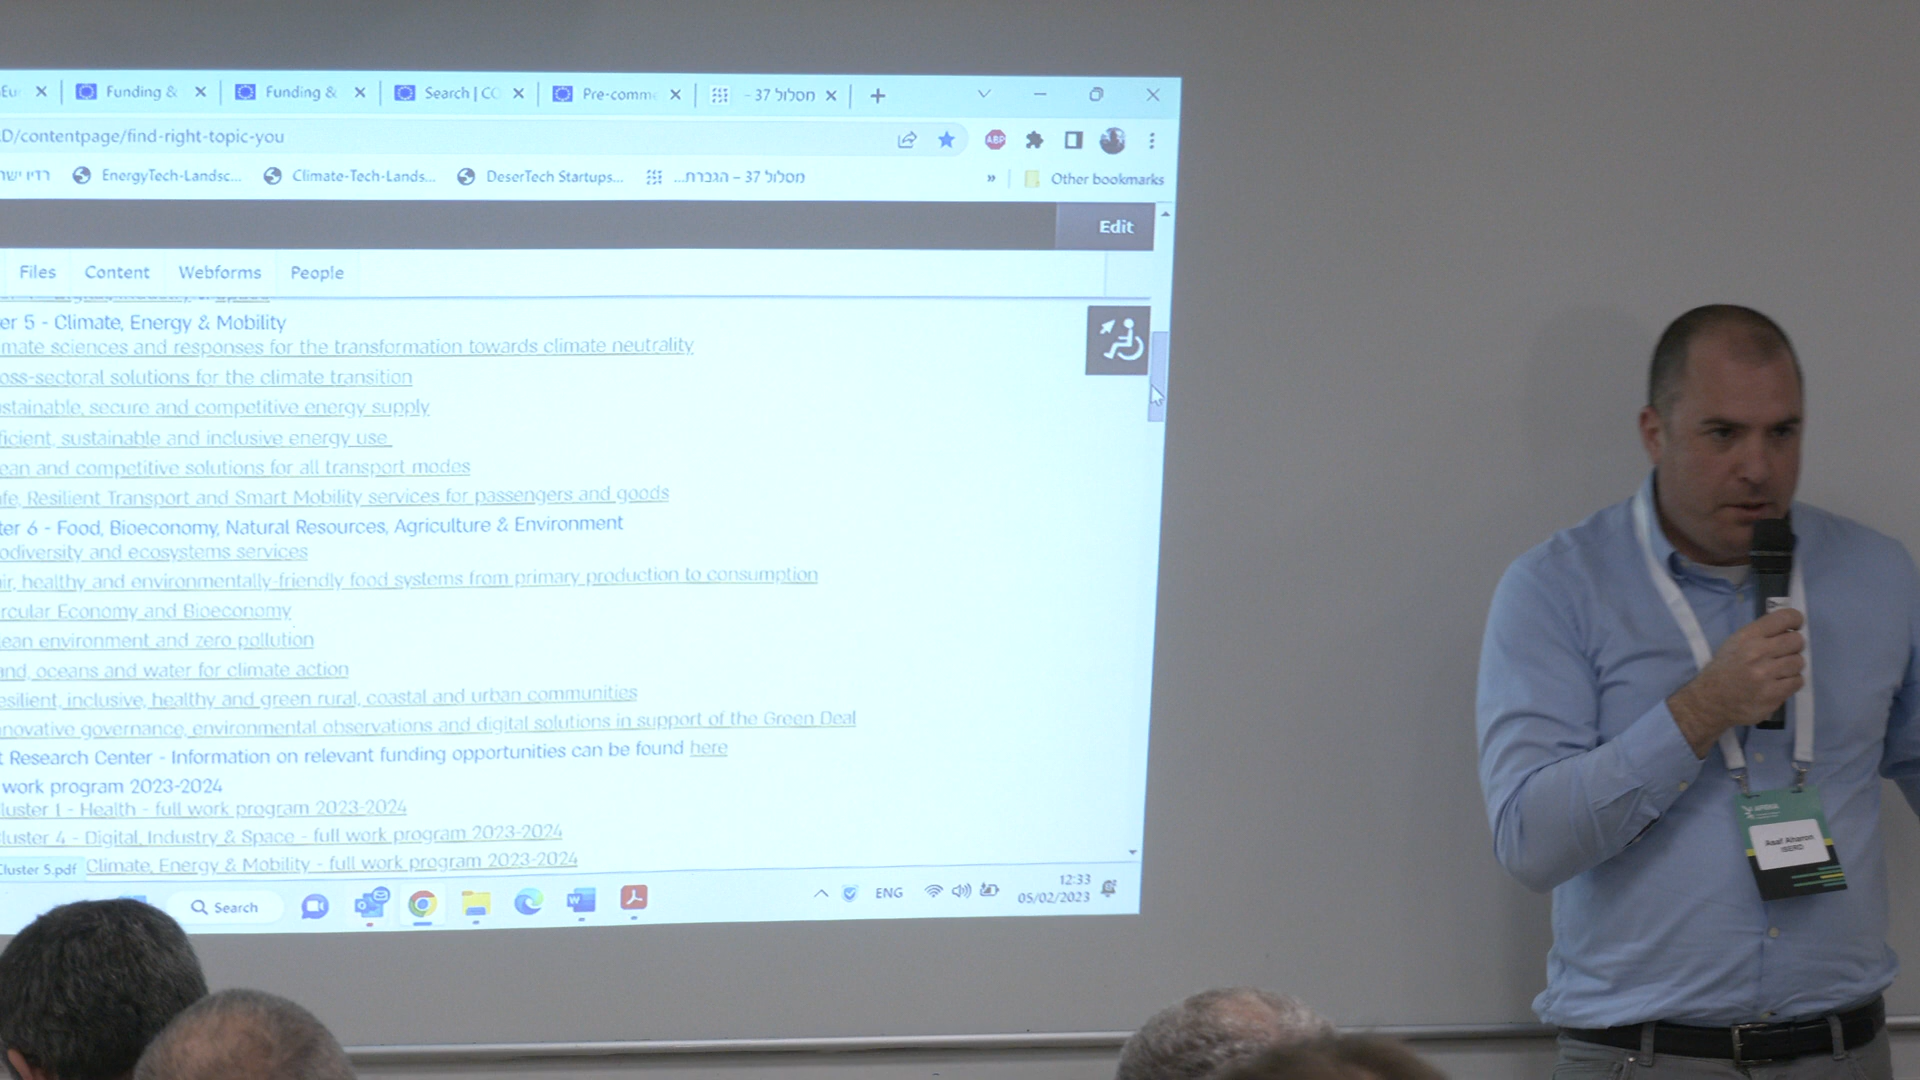 Funding & Funding & Search | CO Pre-comme מסלול 37 -
D/contentpage/find-right-topic-you
ABP
EnergyTech-Landsc... Climate-Tech-Lands... DeserTech Startups... מסלול 37 – הגברת... » Other bookmarks
Edit
Files Content Webforms People
er 5 - Climate, Energy & Mobility
mate sciences and responses for the transformation towards climate neutrality
oss-sectoral solutions for the climate transition
stainable, secure and competitive energy supply
ficient, sustainable and inclusive energy use
ean and competitive solutions for all transport modes
fe, Resilient Transport and Smart Mobility services for passengers and goods
ter 6 - Food, Bioeconomy, Natural Resources, Agriculture & Environment
odiversity and ecosystems services
ir, healthy and environmentally-friendly food systems from primary production to consumption
rcular Economy and Bioeconomy
lean environment and zero pollution
and, oceans and water for climate action
esilient, inclusive, healthy and green rural, coastal and urban communities
nnovative governance, environmental observations and digital solutions in support of the Green Deal
t Research Center - Information on relevant funding opportunities can be found here
work program 2023-2024
luster 1 - Health - full work program 2023-2024
luster 4 - Digital, Industry & Space - full work program 2023-2024
Cluster 5.pdf Climate, Energy & Mobility - full work program 2023-2024
Search ENG 12:33
05/02/2023
Asaf Aharon
ISERD